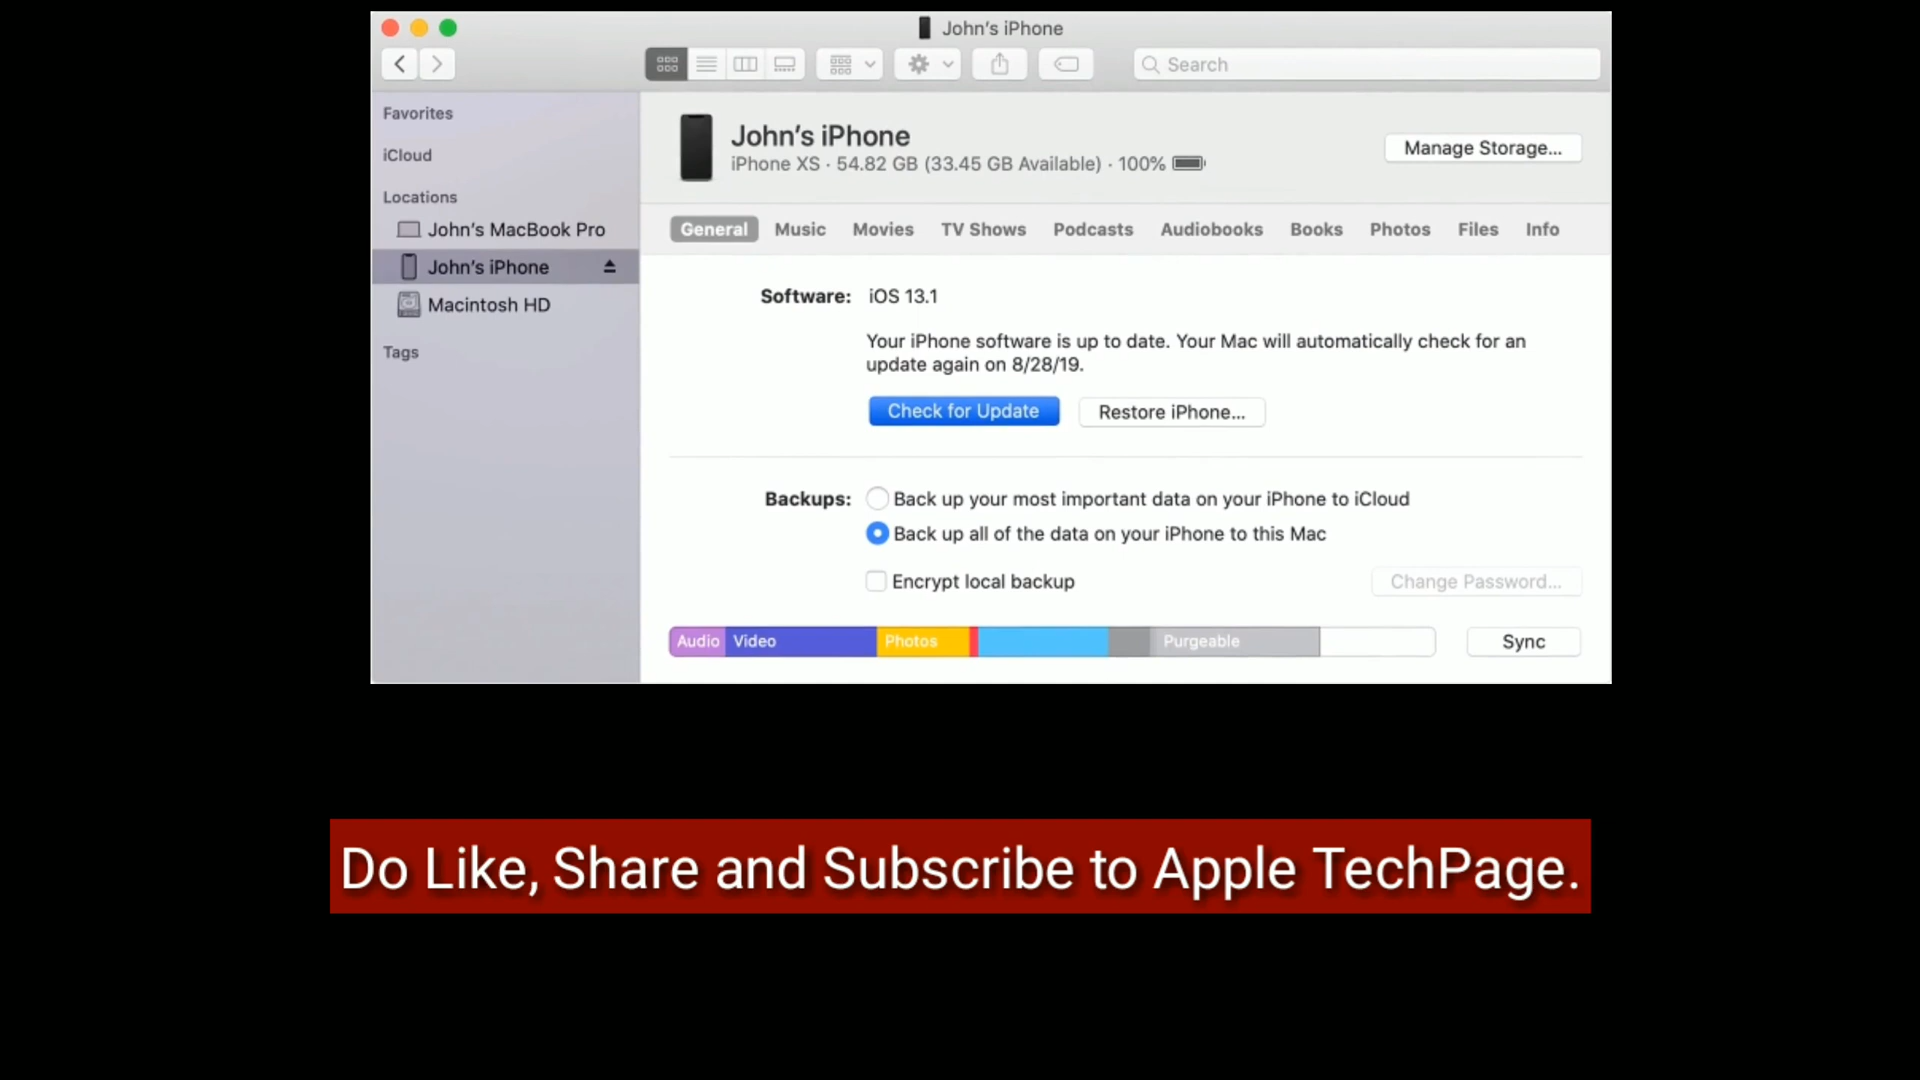 John's iPhone
Search
Favorites
iCloud
Locations
John's MacBook Pro
John's iPhone
Macintosh HD
Tags
John's iPhone
iPhone XS · 54.82 GB (33.45 GB Available) · 100%
Manage Storage...
General Music Movies TV Shows Podcasts Audiobooks Books Photos Files Info
Software: iOS 13.1
Your iPhone software is up to date. Your Mac will automatically check for an
update again on 8/28/19.
Check for Update Restore iPhone...
Backups: Back up your most important data on your iPhone to iCloud
Back up all of the data on your iPhone to this Mac
Encrypt local backup Change Password...
Audio Video Photos Purgeable Sync
Do Like, Share and Subscribe to Apple TechPage.